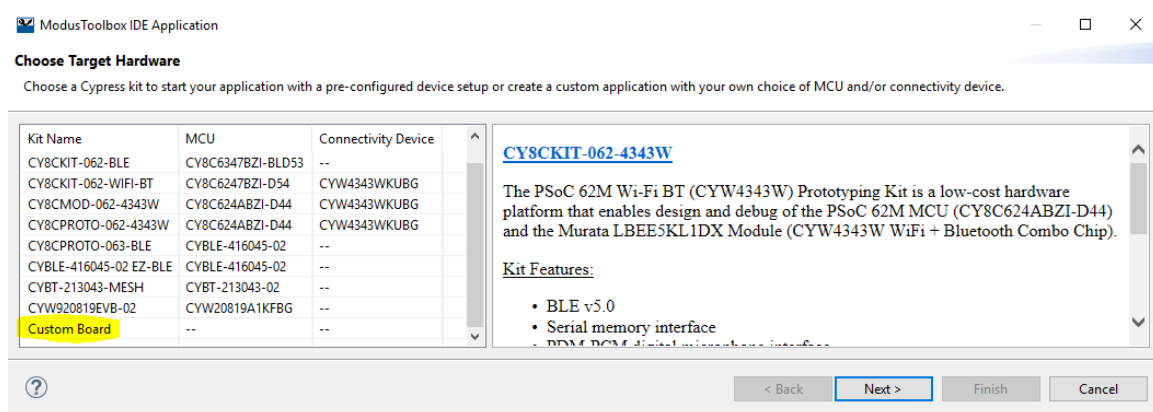 ModusToolbox IDE Application
Choose Target Hardware
Choose a Cypress kit to start your application with a pre-configured device setup or create a custom application with your own choice of MCU and/or connectivity device.
Kit Name MCU Connectivity Device
CY8CKIT-062-BLE CY8C6347BZI-BLD53 --
CY8CKIT-062-WIFI-BT CY8C6247BZI-D54 CYW4343WKUBG
CY8CMOD-062-4343W CY8C624ABZI-D44 CYW4343WKUBG
CY8CPROTO-062-4343W CY8C624ABZI-D44 CYW4343WKUBG
CY8CPROTO-063-BLE CYBLE-416045-02 --
CYBLE-416045-02 EZ-BLE CYBLE-416045-02 --
CYBT-213043-MESH CYBT-213043-02 --
CYW920819EVB-02 CYW20819A1KFBG --
Custom Board -- --
CY8CKIT-062-4343W
The PSoC 62M Wi-Fi BT (CYW4343W) Prototyping Kit is a low-cost hardware
platform that enables design and debug of the PSoC 62M MCU (CY8C624ABZI-D44)
and the Murata LBEE5KL1DX Module (CYW4343W WiFi + Bluetooth Combo Chip).
Kit Features:
• BLE v5.0
• Serial memory interface
• PDM-PCM digital microphone interface
? < Back Next > Finish Cancel